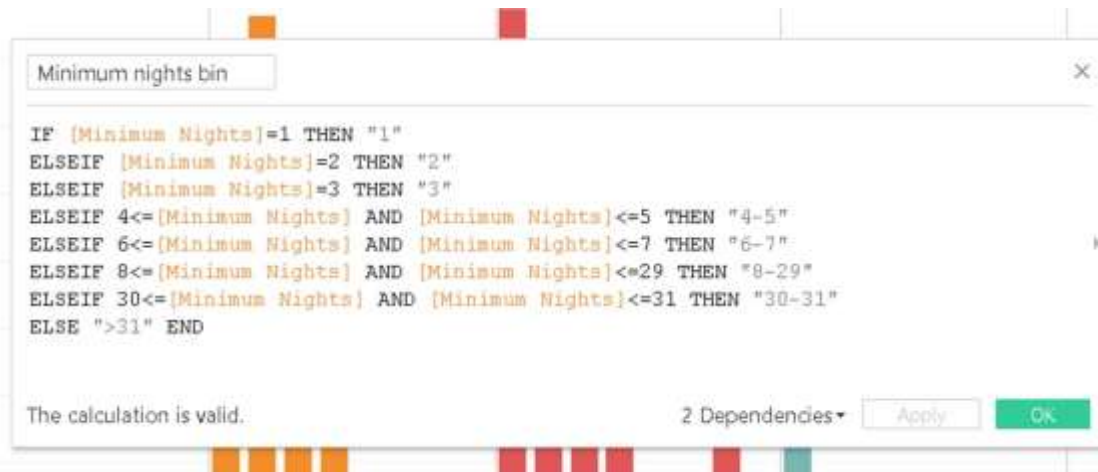 Minimum nights bin
IF [Minimum Nights]=1 THEN "1"
ELSEIF [Minimum Nights]=2 THEN "2"
ELSEIF [Minimum Nights]=3 THEN "3"
ELSEIF 4<=[Minimum Nights] AND [Minimum Nights]<=5 THEN "4-5"
ELSEIF 6<=[Minimum Nights] AND [Minimum Nights]<=7 THEN "6-7"
ELSEIF 8<=[Minimum Nights] AND [Minimum Nights]<=29 THEN "8-29"
ELSEIF 30<=[Minimum Nights] AND [Minimum Nights]<=31 THEN "30-31"
ELSE ">31" END
The calculation is valid.
2 Dependencies
Apply
OK